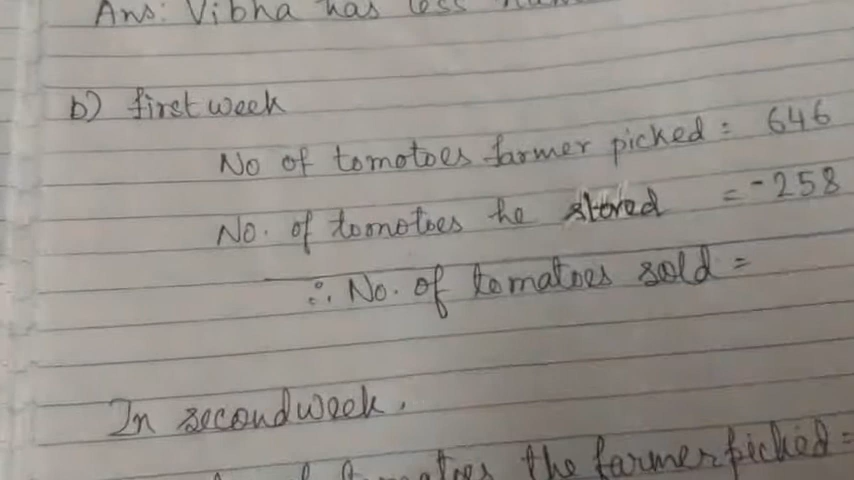 Ans: Vibha has less
b) first week
No of tomotoes farmer picked = 646
No. of tomotoes he stored = -258
∴ No. of tomatoes sold =
In second week.
the farmer picked =